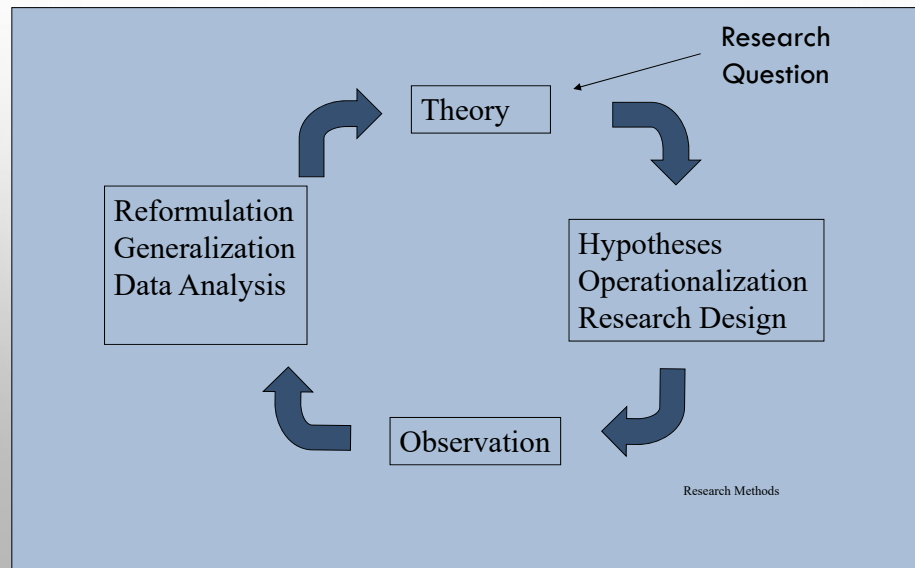 Research
Question
Theory
Reformulation
Generalization
Data Analysis
Hypotheses
Operationalization
Research Design
Observation
Research Methods